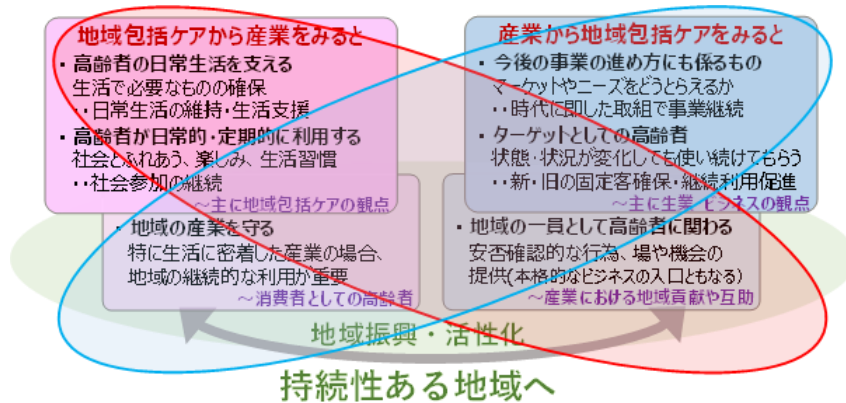 地域包括ケアから産業をみると
・高齢者の日常生活を支える
生活で必要なものの確保
‥日常生活の維持・生活支援
・高齢者が日常的・定期的に利用する
社会とふれあう、楽しみ、生活習慣
‥社会参加の継続
～主に地域包括ケアの観点
産業から地域包括ケアをみると
・今後の事業の進め方にも係るもの
マーケットやニーズをどうとらえるか
‥時代に即した取組で事業継続
・ターゲットとしての高齢者
状態・状況が変化しても使い続けてもらう
‥新・旧の固定客確保・継続利用促進
～主に生業・ビジネスの観点
・地域の産業を守る
特に生活に密着した産業の場合、
地域の継続的な利用が重要
～消費者としての高齢者
・地域の一員として高齢者に関わる
安否確認的な行為、場や機会の
提供(本格的なビジネスの入口ともなる)
～産業における地域貢献や互助
地域振興・活性化
持続性ある地域へ